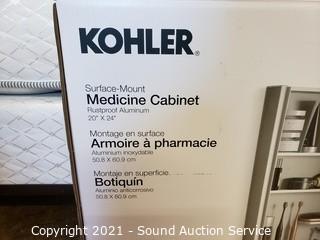 KOHLER®
Surface-Mount
Medicine Cabinet
Rustproof Aluminum
20" X 24"
Montage en surface
Armoire à pharmacie
Aluminium inoxydable
50.8 X 60.9 cm
Montaje en superficie
Botiquín
Aluminio anticorrosivo
50.8 X 60.9 cm
Copyright 2021 - Sound Auction Service